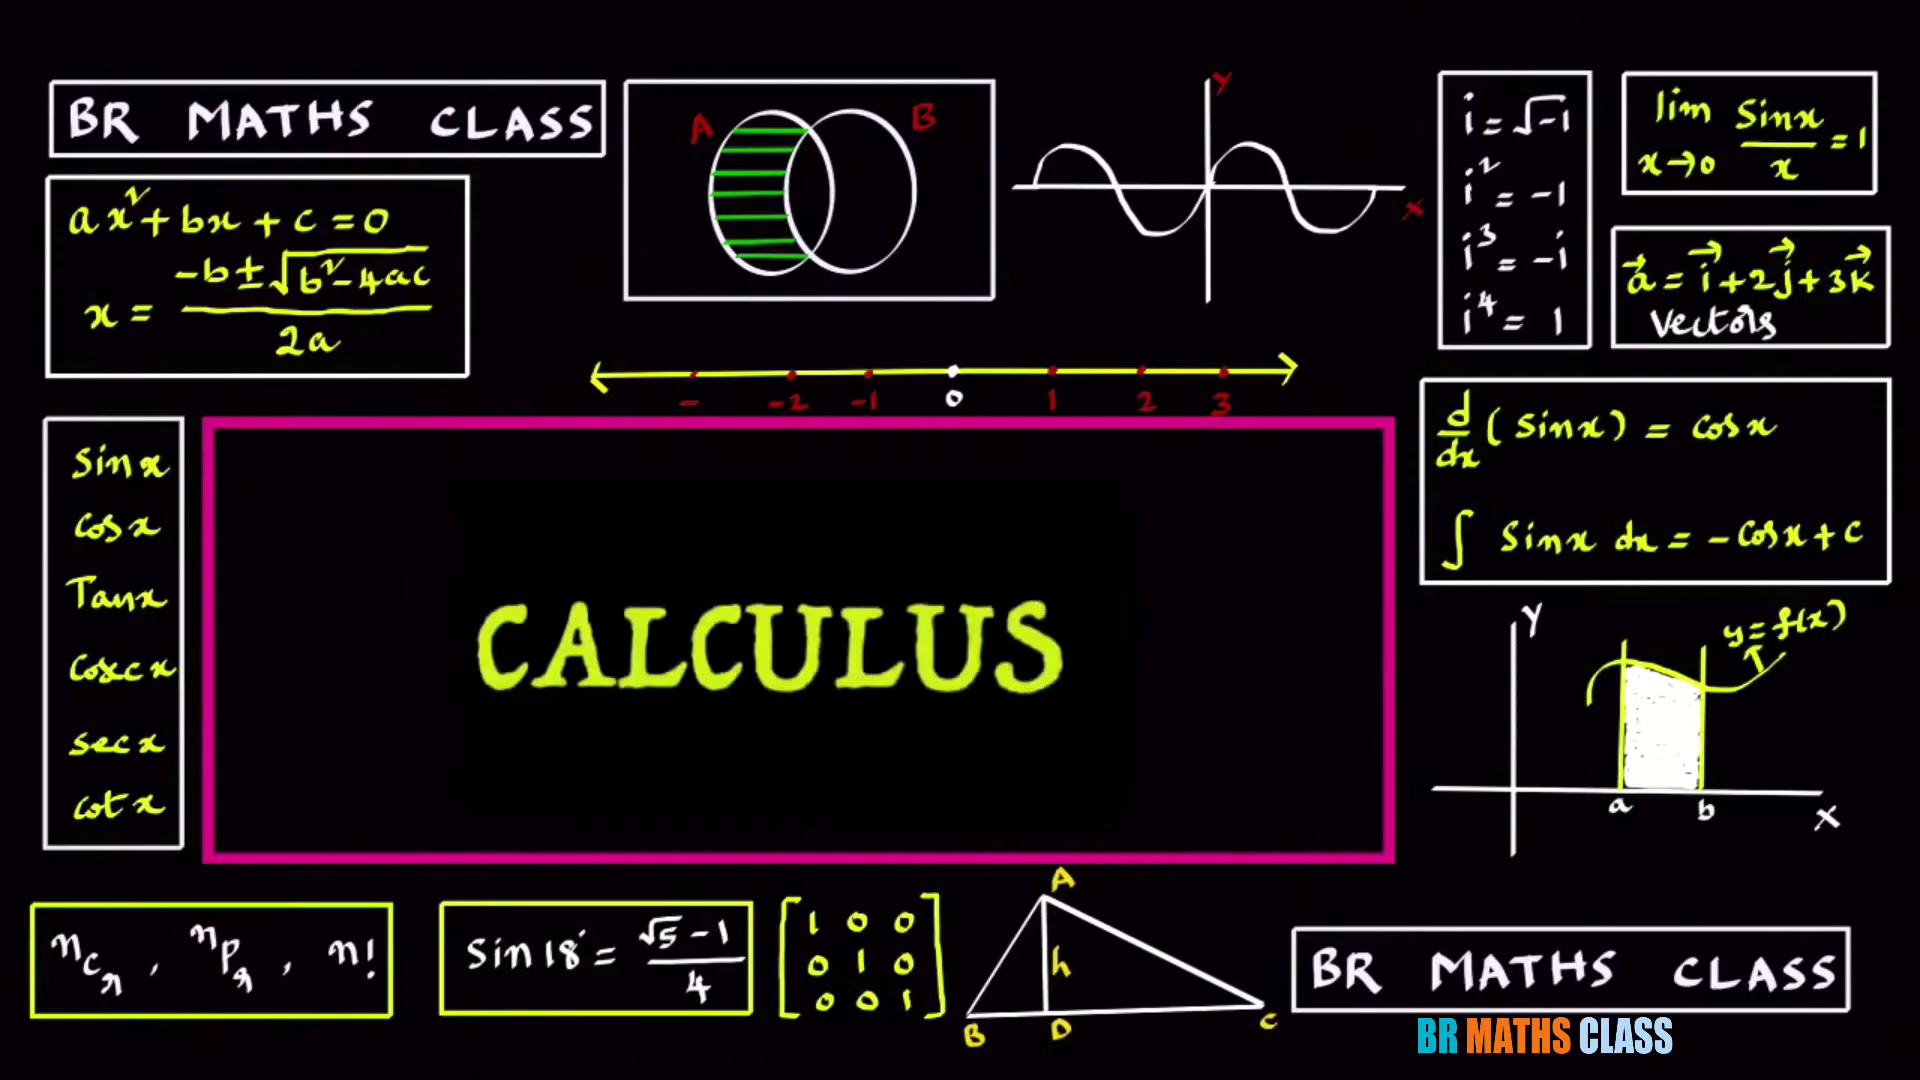 BR MATHS CLASS
ax²+bx+c=0
x = (-b±√(b²-4ac))/2a
A B
Y
X
i=√-1
i²=-1
i³=-i
i⁴=1
lim x→0 Sinx/x =1
a⃗=i⃗+2j⃗+3k⃗
Vectors
- -2 -1 0 1 2 3
d/dx (Sinx) = Cosx
∫ Sinx dx = -Cosx+c
Sinx
Cosx
Tanx
Cosecx
secx
cotx
CALCULUS
Y
y=f(x)
a b
X
ⁿCᵣ, ⁿPᵣ, n!
Sin18°= (√5-1)/4
1 0 0
0 1 0
0 0 1
A
h
B D C
BR MATHS CLASS
BR MATHS CLASS